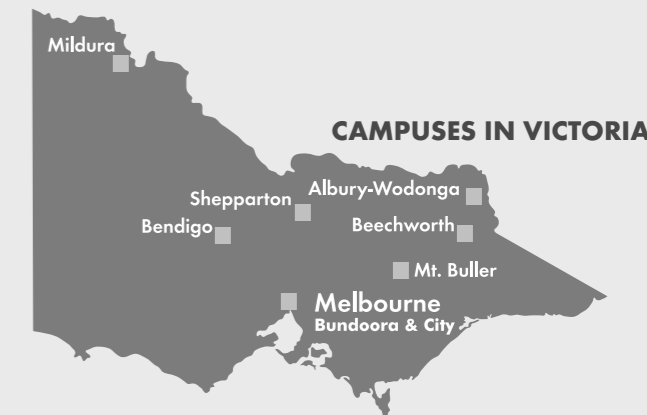 Mildura
CAMPUSES IN VICTORIA
Albury-Wodonga
Shepparton
Beechworth
Bendigo
Mt. Buller
Melbourne
Bundoora & City